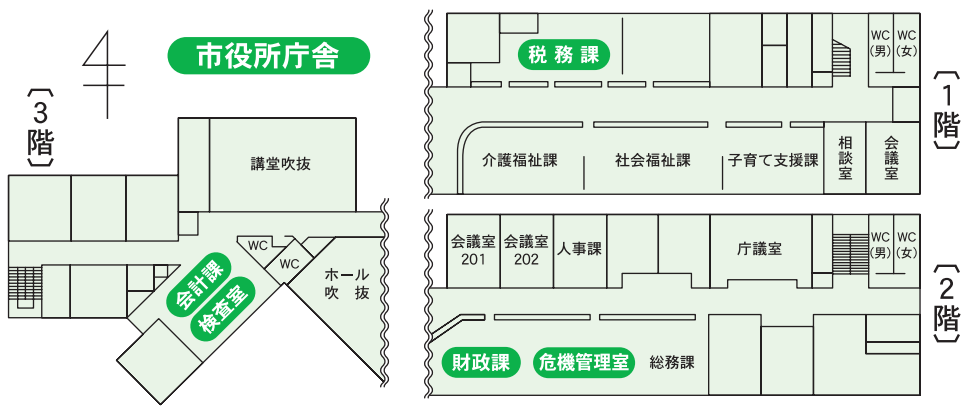 市役所庁舎
〔3階〕
講堂吹抜
WC
WC
ホール
吹抜
会計課
検査室
〔1階〕
税務課
WC
(男)
WC
(女)
介護福祉課
社会福祉課
子育て支援課
相談室
会議室
〔2階〕
会議室
201
会議室
202
人事課
庁議室
WC
(男)
WC
(女)
財政課
危機管理室
総務課